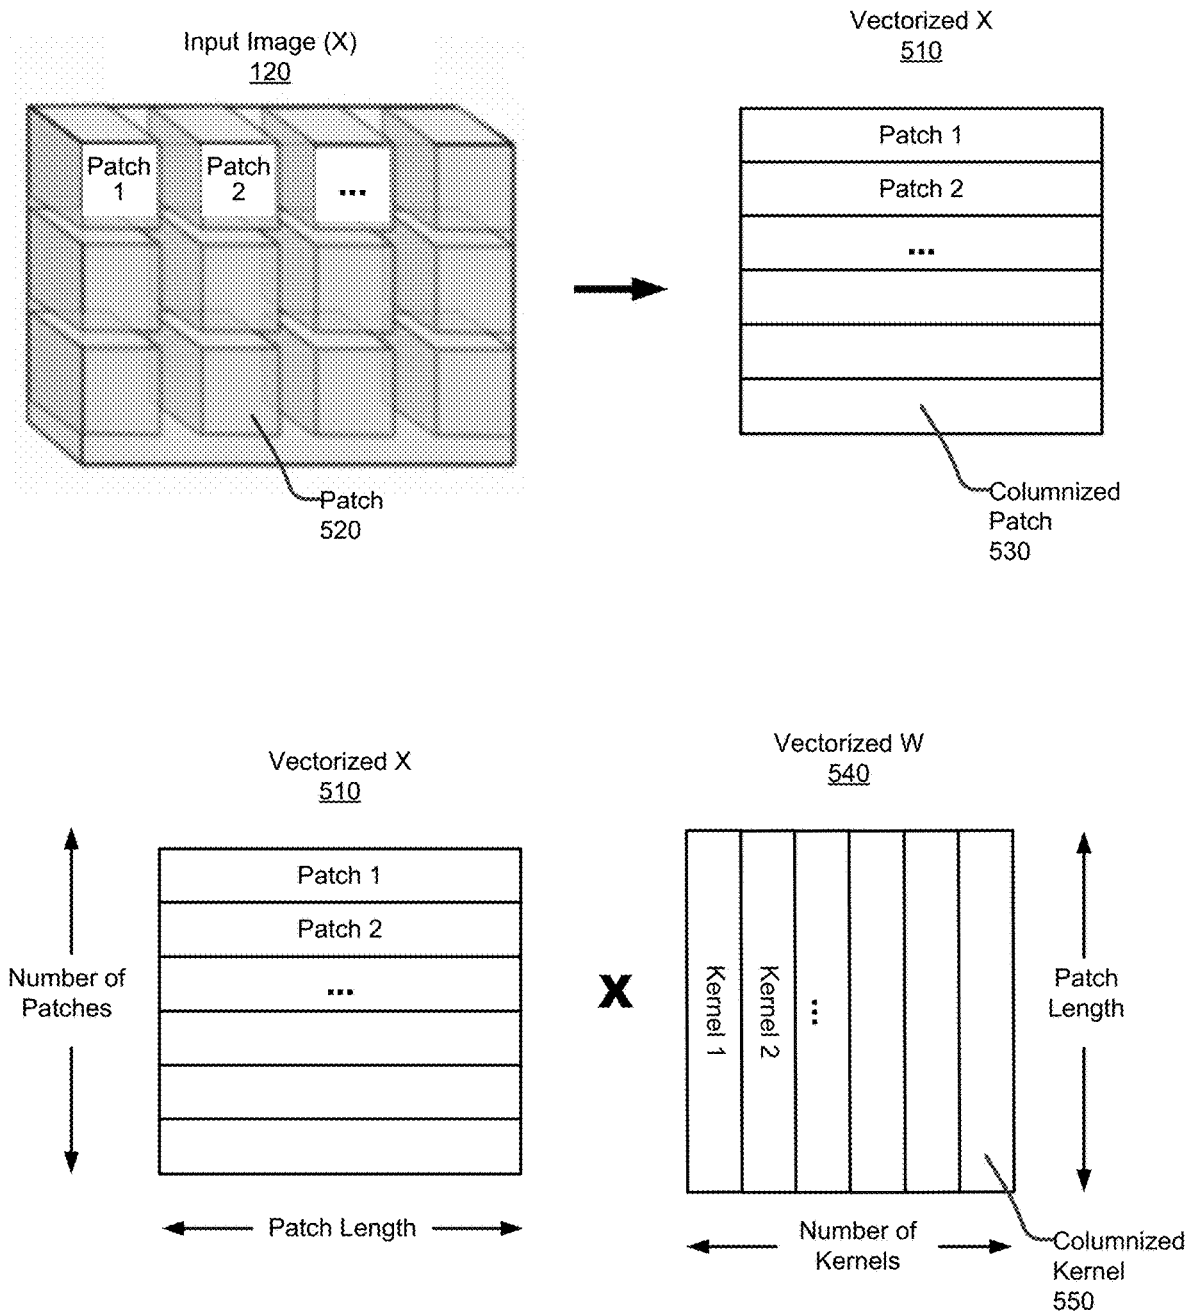 Input Image (X)
120
Patch
1
Patch
2
...
Patch
520
Vectorized X
510
Patch 1
Patch 2
...
Columnized
Patch
530
Vectorized X
510
Number of
Patches
Patch 1
Patch 2
...
Patch Length
X
Vectorized W
540
Kernel 1
Kernel 2
...
Patch
Length
Number of
Kernels
Columnized
Kernel
550